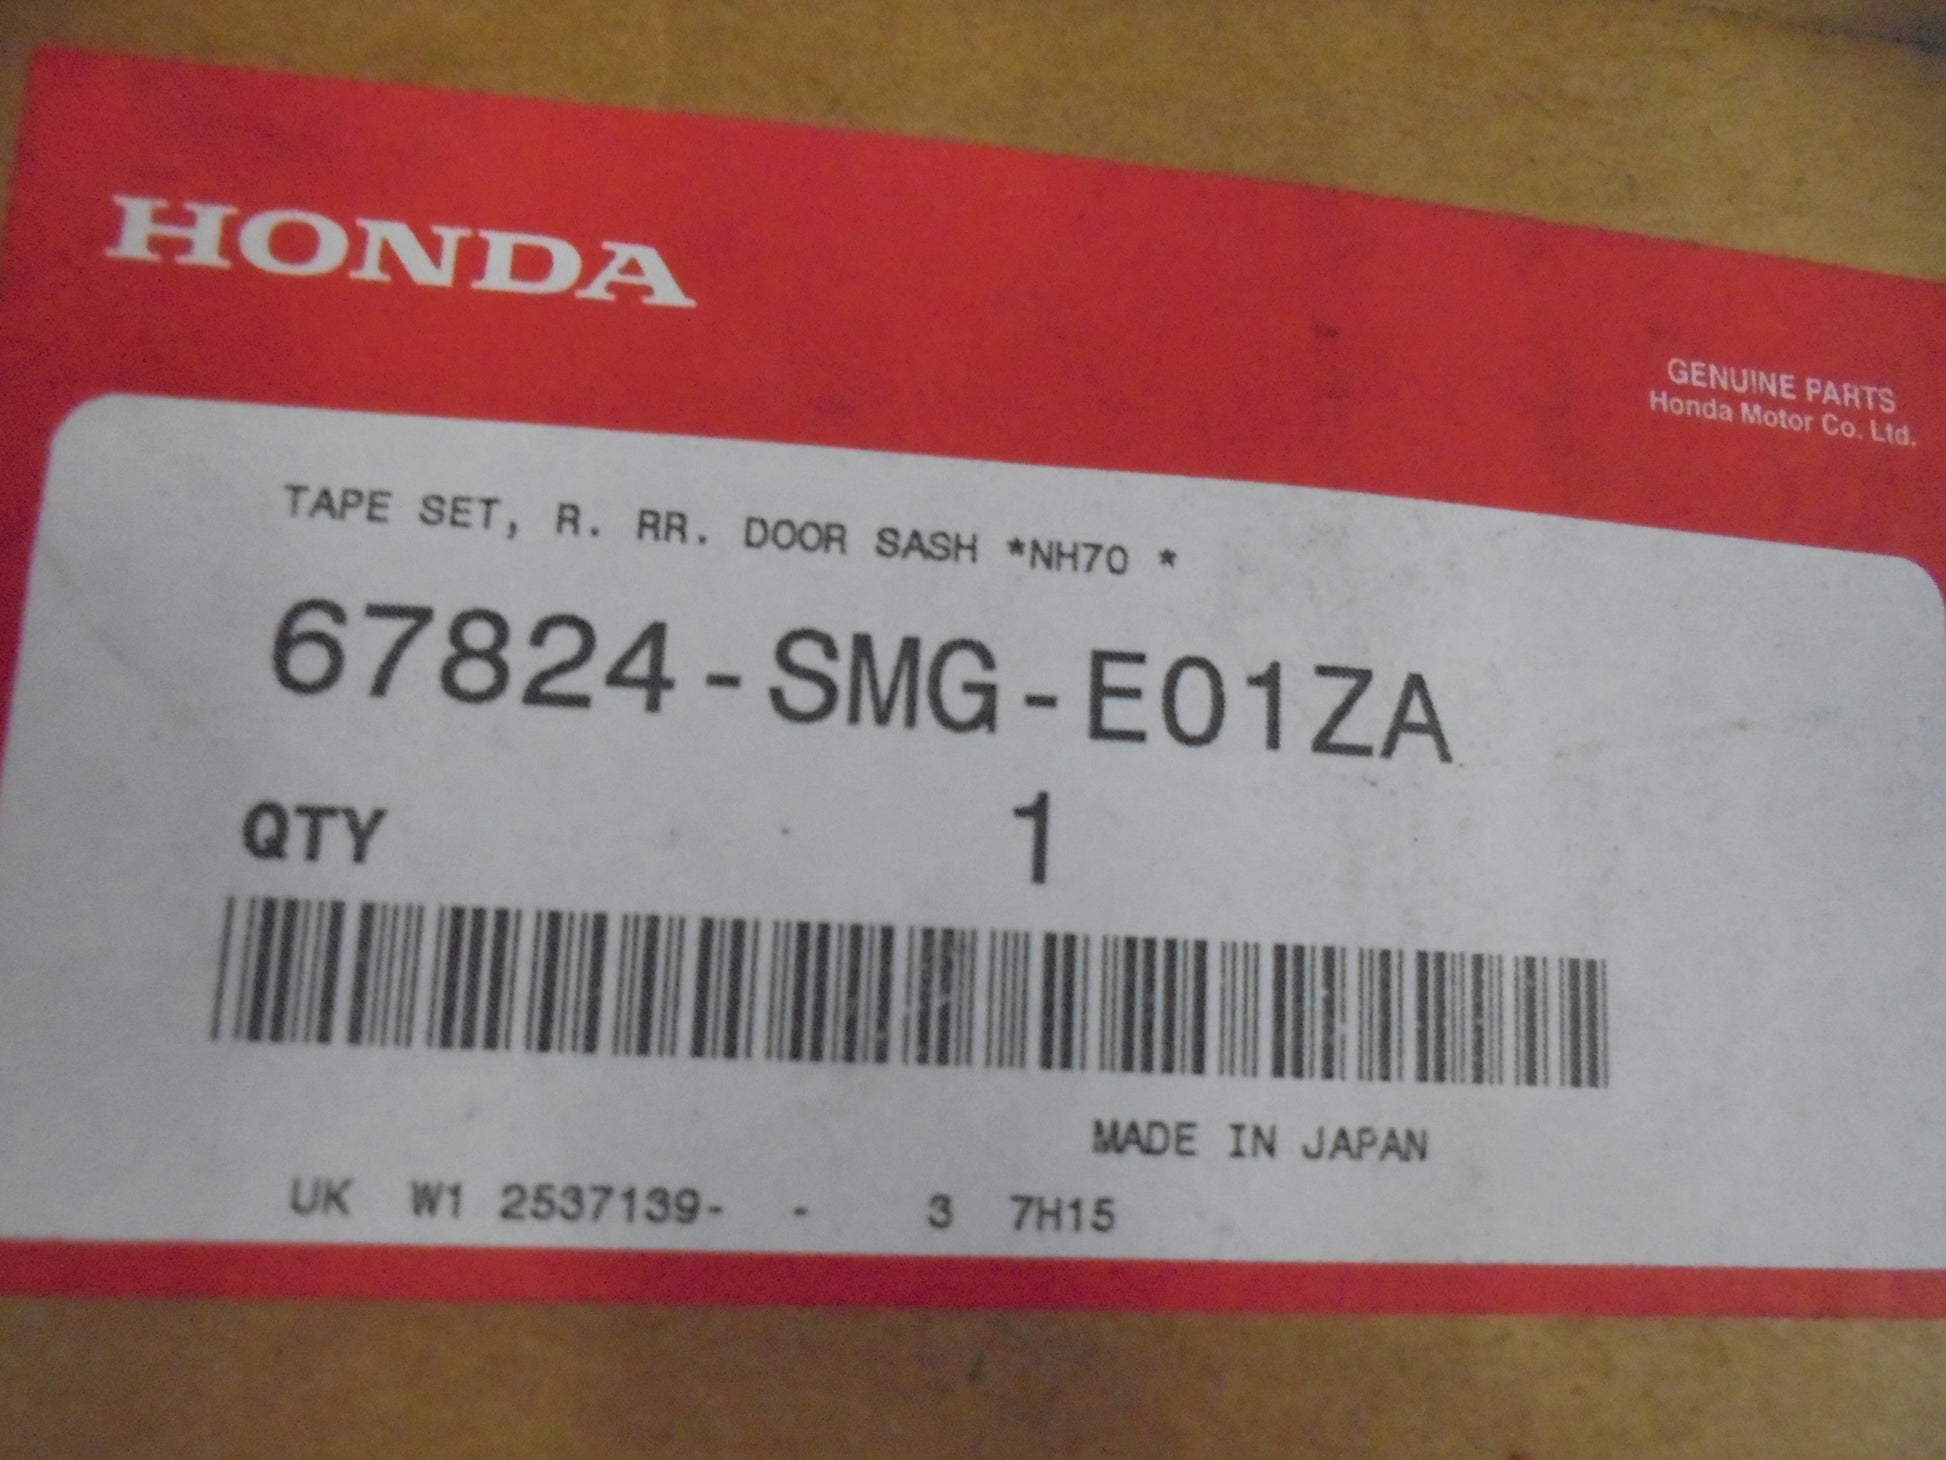 HONDA
GENUINE PARTS
Honda Motor Co. Ltd.
TAPE SET, R. RR. DOOR SASH *NH70 *
67824-SMG-E01ZA
QTY 1
MADE IN JAPAN
UK W1 2537139- - 3 7H15